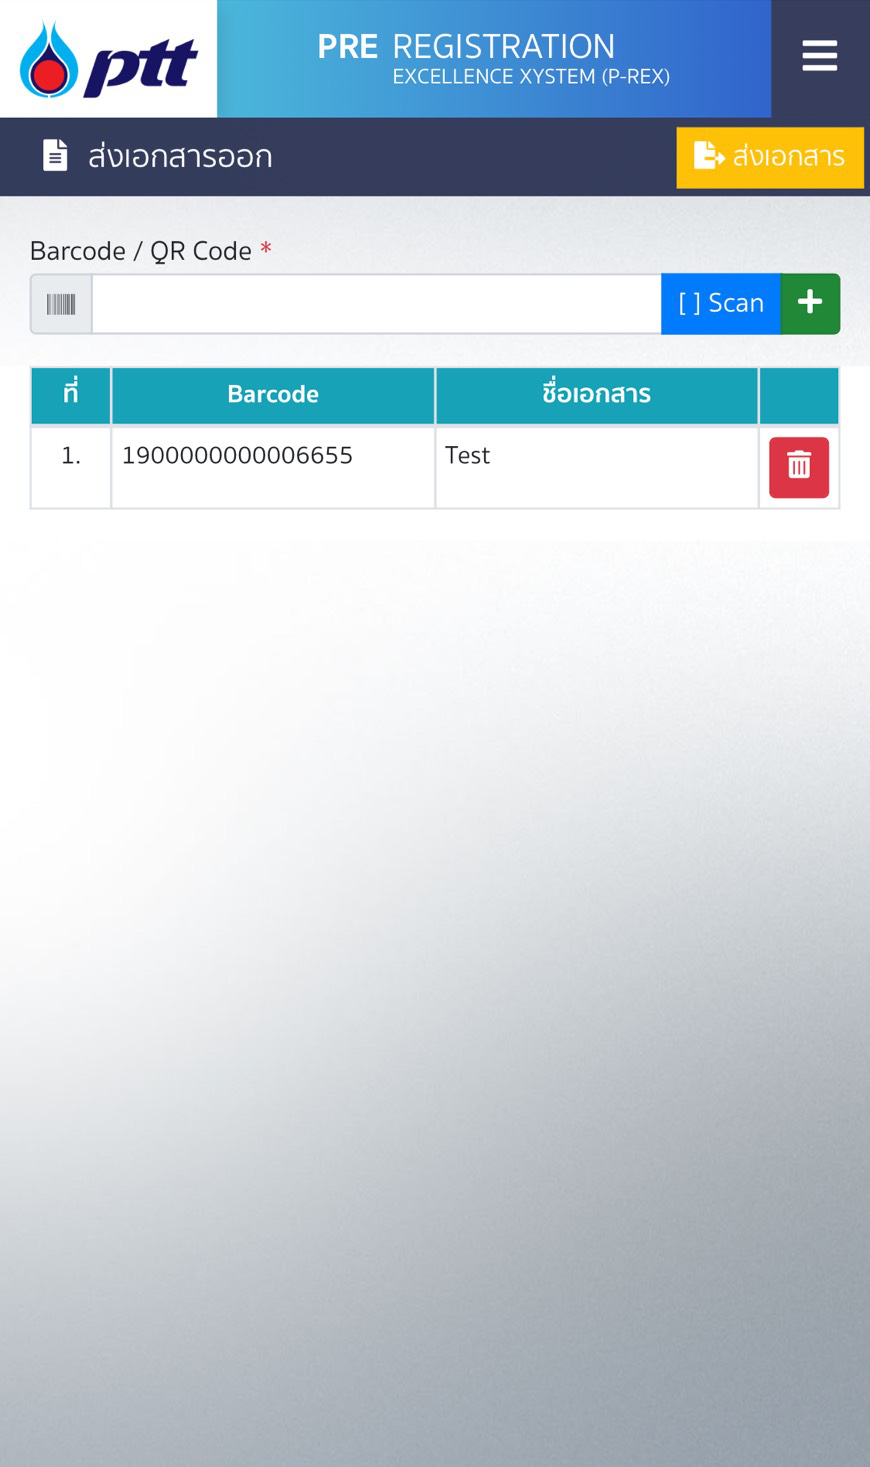 ptt
PRE REGISTRATION
EXCELLENCE XYSTEM (P-REX)
ส่งเอกสารออก
ส่งเอกสาร
Barcode / QR Code *
[ ] Scan
ที่ Barcode ชื่อเอกสาร
1. 1900000000006655 Test